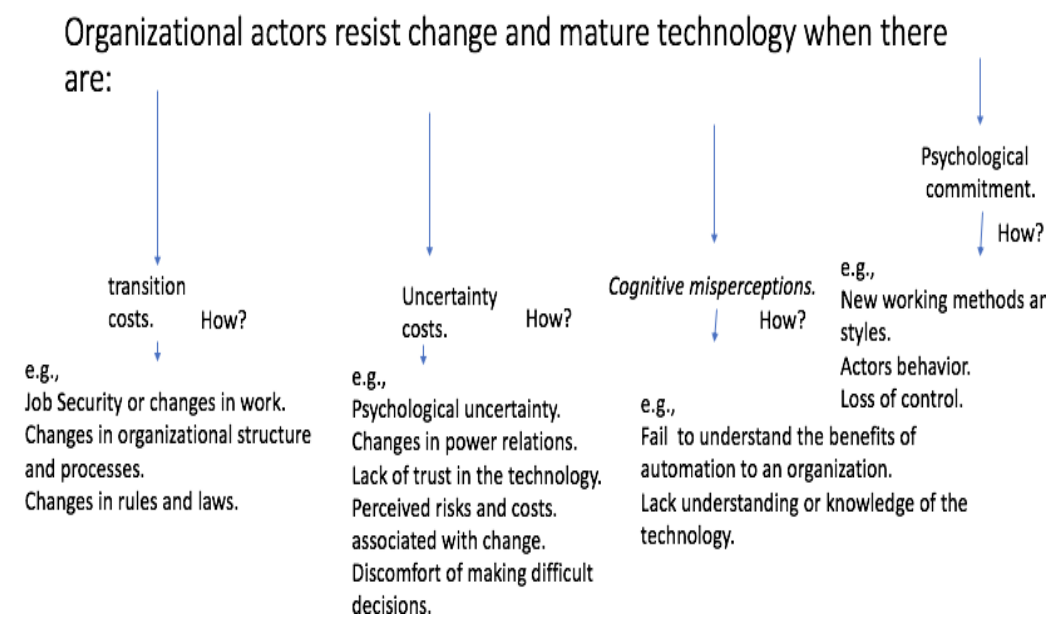 Organizational actors resist change and mature technology when there
are:
transition
costs. How?
e.g.,
Job Security or changes in work.
Changes in organizational structure
and processes.
Changes in rules and laws.
Uncertainty
costs. How?
e.g.,
Psychological uncertainty.
Changes in power relations.
Lack of trust in the technology.
Perceived risks and costs.
associated with change.
Discomfort of making difficult
decisions.
Cognitive misperceptions.
How?
e.g.,
Fail to understand the benefits of
automation to an organization.
Lack understanding or knowledge of the
technology.
Psychological
commitment.
How?
e.g.,
New working methods ar
styles.
Actors behavior.
Loss of control.